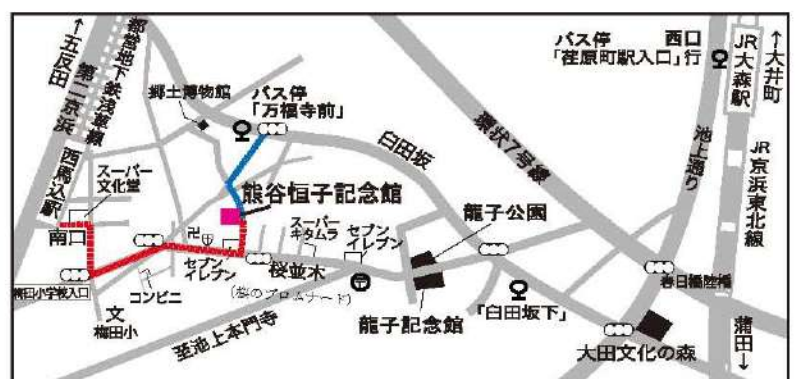 ↑五反田
第二京浜
都営地下鉄浅草線
西馬込駅
郷土博物館
バス停
「万福寺前」
バス停 西口
「荏原町駅入口」行
JR大森駅
↑大井町
臼田坂
環状7号線
池上通り
JR京浜東北線
スーパー
文化堂
南口
熊谷恒子記念館
卍
スーパー
キタムラ
セブン
イレブン
龍子公園
セブン
イレブン
桜並木
(桜のプロムナード)
梅田小学校入口
コンビニ
文
梅田小
至池上本門寺
龍子記念館
「臼田坂下」
春日橋陸橋
大田文化の森
蒲田↓